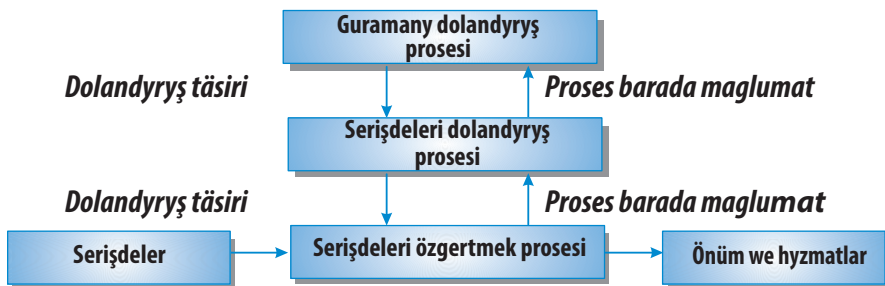 Guramany dolandyryş
prosesi
Dolandyryş täsiri
Proses barada maglumat
Serişdeleri dolandyryş
prosesi
Dolandyryş täsiri
Proses barada maglumat
Serişdeler
Serişdeleri özgertmek prosesi
Önüm we hyzmatlar